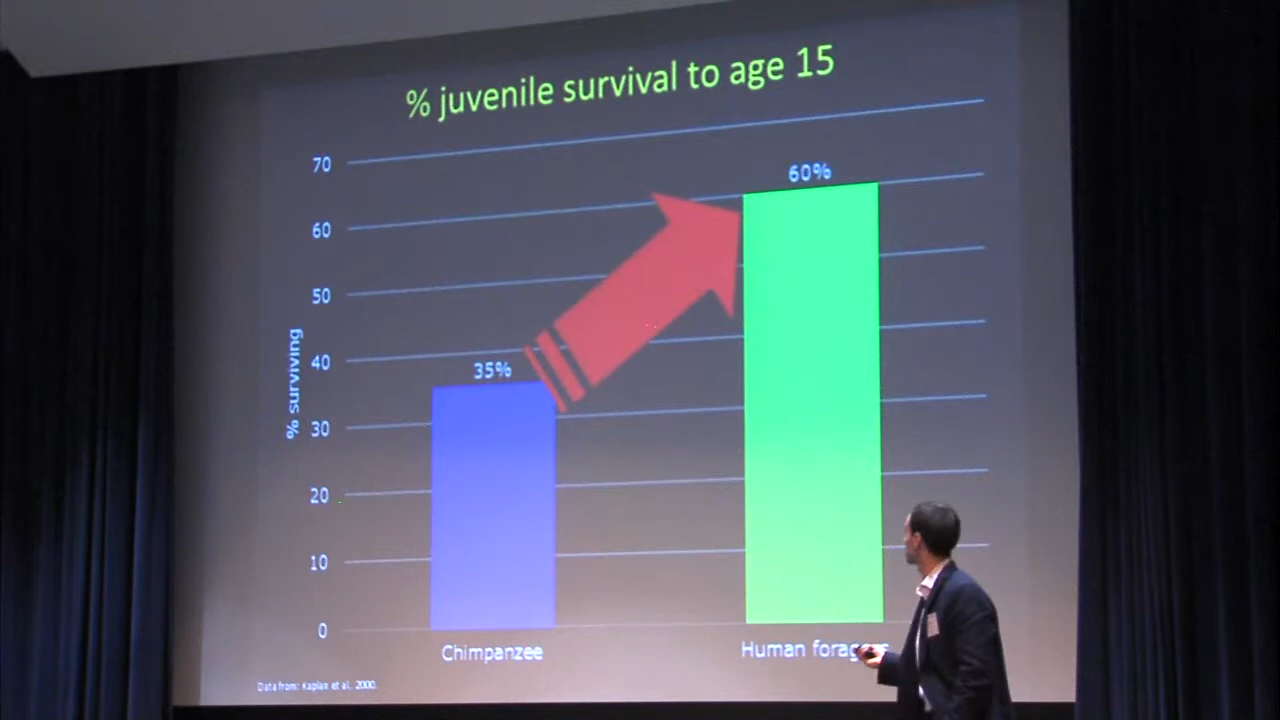 % juvenile survival to age 15
70
60
50
40
30
20
10
0
% surviving
35%
60%
Chimpanzee
Human foragers
Data from: Kaplan et al. 2000.